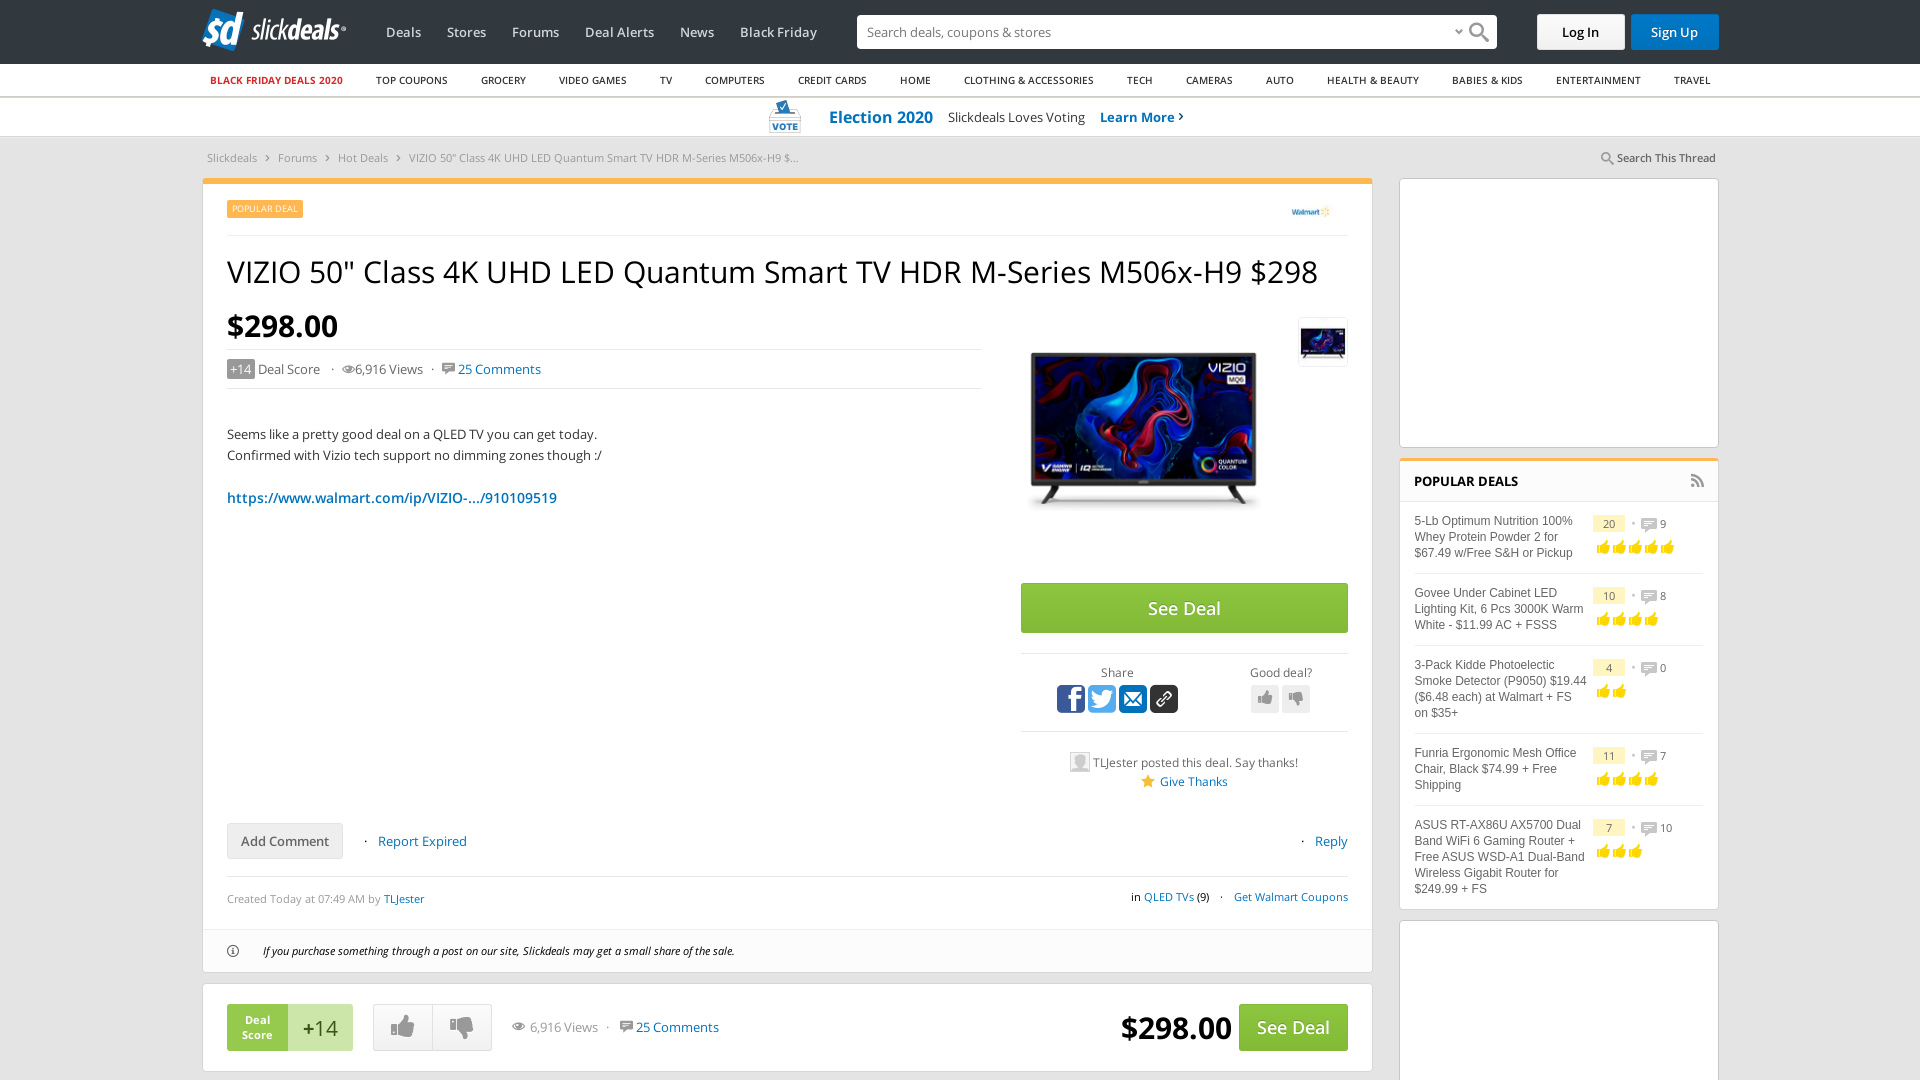 sd slickdeals
Deals Stores Forums Deal Alerts News Black Friday
Search deals, coupons & shopping
Log In Sign Up
BLACK FRIDAY DEALS 2020 TOP COUPONS GROCERY VIDEO GAMES TV COMPUTERS CREDIT CARDS HOME CLOTHING & ACCESSORIES TECH CAMERAS AUTO HEALTH & BEAUTY BABIES & KIDS ENTERTAINMENT TRAVEL
VOTE Election 2020 Slickdeals Loves Voting Learn More ›
Slickdeals › Forums › Hot Deals › VIZIO 50" Class 4K UHD LED Quantum Smart TV HDR M-Series M506x-H9 $...
Search This Thread
POPULAR DEAL
Walmart
VIZIO 50" Class 4K UHD LED Quantum Smart TV HDR M-Series M506x-H9 $298
$298.00
+14 Deal Score · 6,916 Views · 25 Comments
Seems like a pretty good deal on a QLED TV you can get today.
Confirmed with Vizio tech support no dimming zones though :/
https://www.walmart.com/ip/VIZIO-.../910109519
VIZIO
MQ6
V GAMING ENGINE | IQ
QUANTUM COLOR
See Deal
Share
Good deal?
TLJester posted this deal. Say thanks!
Give Thanks
Add Comment · Report Expired
· Reply
Created Today at 07:49 AM by TLJester
in QLED TVs (9) · Get Walmart Coupons
If you purchase something through a post on our site, Slickdeals may get a small share of the sale.
Deal Score +14
6,916 Views · 25 Comments
$298.00 See Deal
POPULAR DEALS
5-Lb Optimum Nutrition 100%
Whey Protein Powder 2 for
$67.49 w/Free S&H or Pickup
20 · 9
Govee Under Cabinet LED
Lighting Kit, 6 Pcs 3000K Warm
White - $11.99 AC + FSSS
10 · 8
3-Pack Kidde Photoelectic
Smoke Detector (P9050) $19.44
($6.48 each) at Walmart + FS
on $35+
4 · 0
Funria Ergonomic Mesh Office
Chair, Black $74.99 + Free
Shipping
11 · 7
ASUS RT-AX86U AX5700 Dual
Band WiFi 6 Gaming Router +
Free ASUS WSD-A1 Dual-Band
Wireless Gigabit Router for
$249.99 + FS
7 · 10